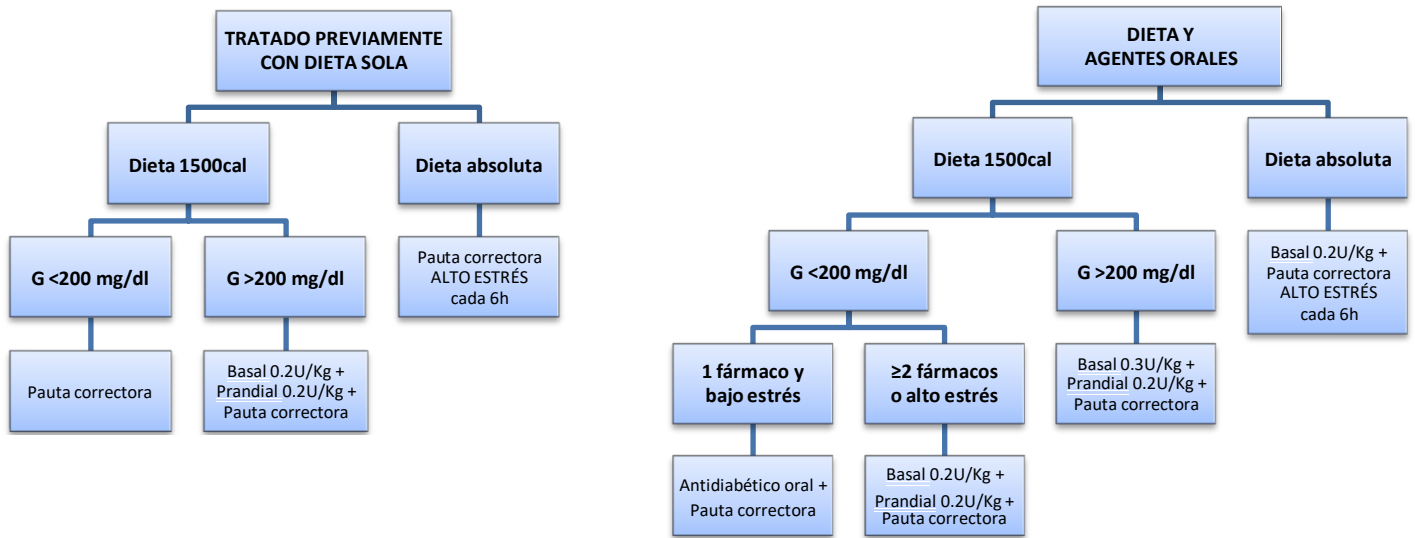 TRATADO PREVIAMENTE
CON DIETA SOLA
Dieta 1500cal
Dieta absoluta
G <200 mg/dl
G >200 mg/dl
Pauta correctora
ALTO ESTRÉS
cada 6h
Pauta correctora
Basal 0.2U/Kg +
Prandial 0.2U/Kg +
Pauta correctora
DIETA Y
AGENTES ORALES
Dieta 1500cal
Dieta absoluta
G <200 mg/dl
G >200 mg/dl
Basal 0.2U/Kg +
Pauta correctora
ALTO ESTRÉS
cada 6h
1 fármaco y
bajo estrés
≥2 fármacos
o alto estrés
Basal 0.3U/Kg +
Prandial 0.2U/Kg +
Pauta correctora
Antidiabético oral +
Pauta correctora
Basal 0.2U/Kg +
Prandial 0.2U/Kg +
Pauta correctora